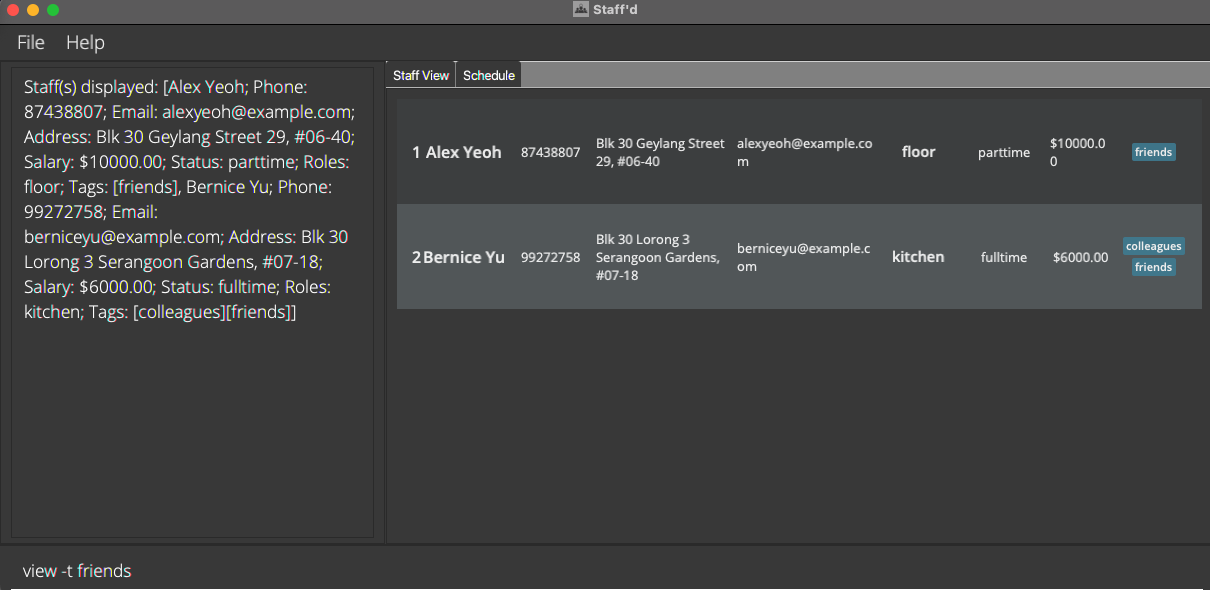 Staff'd
File Help
Staff(s) displayed: [Alex Yeoh; Phone:
87438807; Email: alexyeoh@example.com;
Address: Blk 30 Geylang Street 29, #06-40;
Salary: $10000.00; Status: parttime; Roles:
floor; Tags: [friends], Bernice Yu; Phone:
99272758; Email:
berniceyu@example.com; Address: Blk 30
Lorong 3 Serangoon Gardens, #07-18;
Salary: $6000.00; Status: fulltime; Roles:
kitchen; Tags: [colleagues][friends]]
Staff View Schedule
1 Alex Yeoh
87438807
Blk 30 Geylang Street
29, #06-40
alexyeoh@example.co
m
floor
parttime
$10000.0
0
friends
2 Bernice Yu
99272758
Blk 30 Lorong 3
Serangoon Gardens,
#07-18
berniceyu@example.c
om
kitchen
fulltime
$6000.00
colleagues
friends
view -t friends